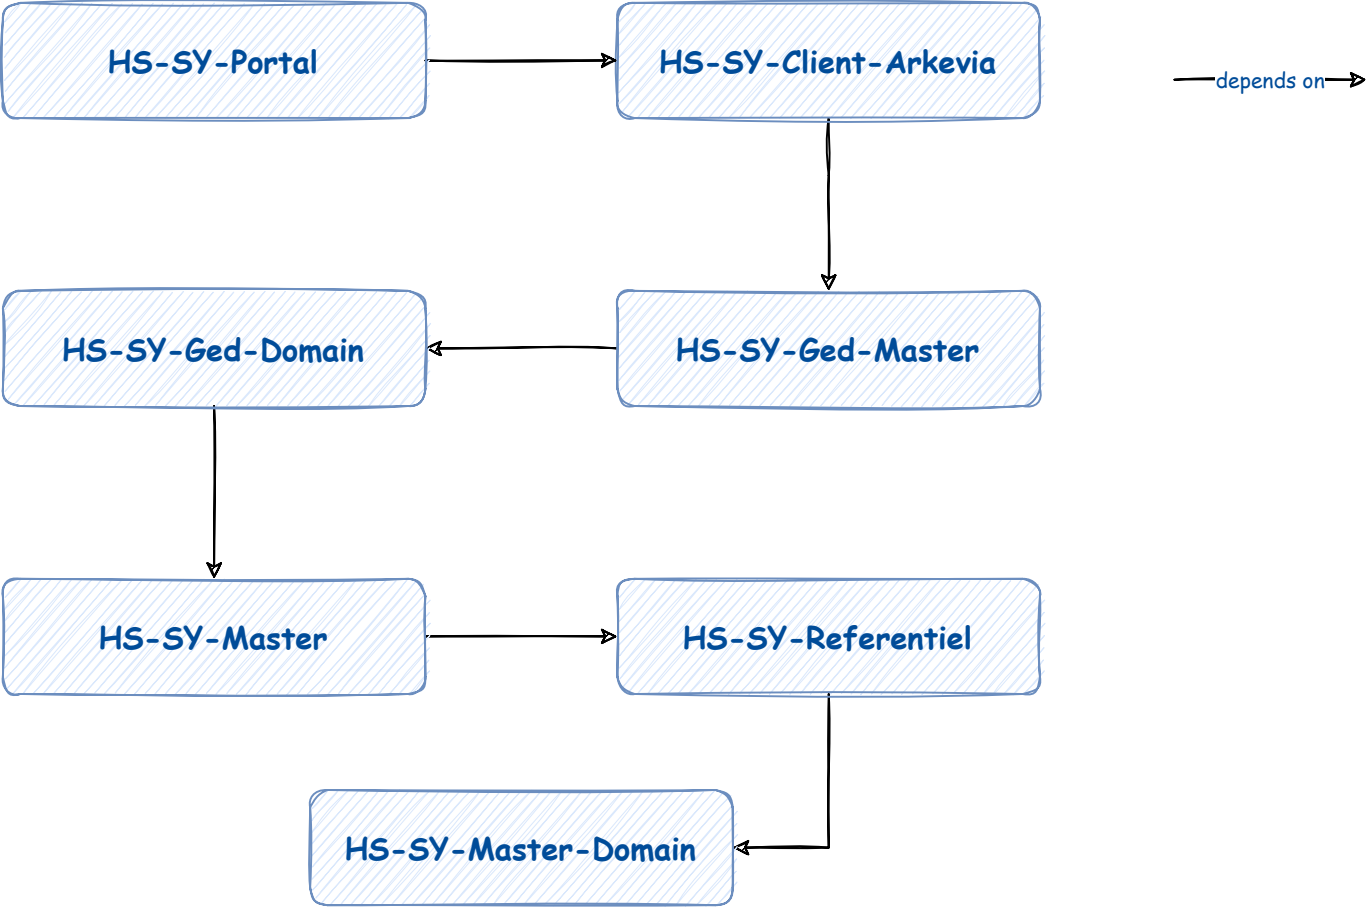 HS-SY-Portal
HS-SY-Client-Arkevia
depends on
HS-SY-Ged-Domain
HS-SY-Ged-Master
HS-SY-Master
HS-SY-Referentiel
HS-SY-Master-Domain